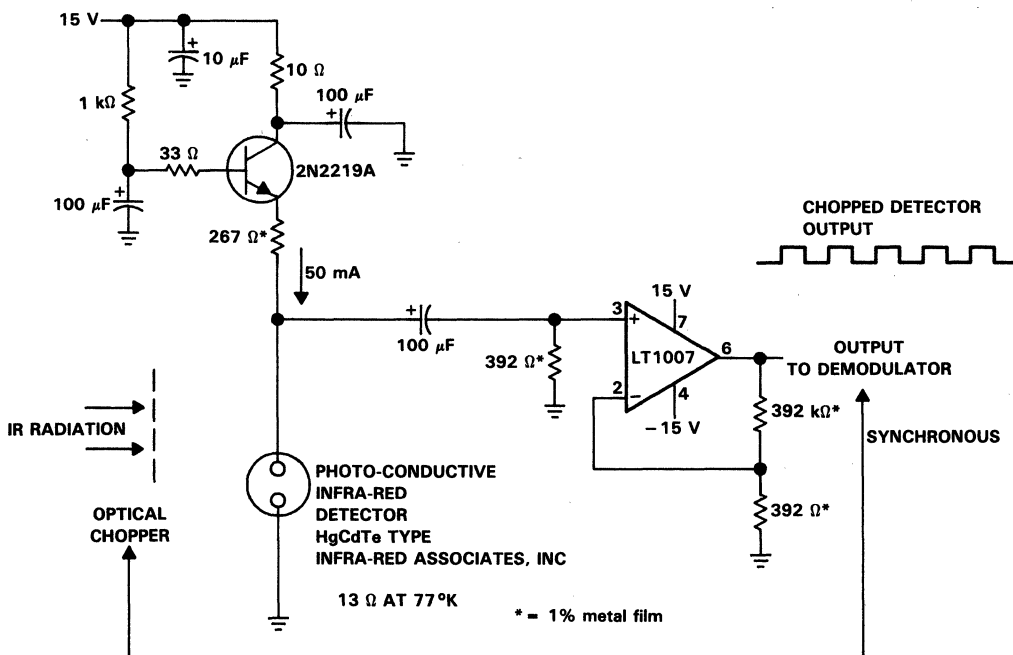 15 V
+
10 μF
10 Ω
1 kΩ
100 μF
+
33 Ω
2N2219A
+
100 μF
267 Ω*
50 mA
CHOPPED DETECTOR
OUTPUT
+
100 μF
392 Ω*
3
+
15 V
7
LT1007
6
2
−
4
−15 V
OUTPUT
TO DEMODULATOR
392 kΩ*
SYNCHRONOUS
392 Ω*
IR RADIATION
OPTICAL
CHOPPER
PHOTO-CONDUCTIVE
INFRA-RED
DETECTOR
HgCdTe TYPE
INFRA-RED ASSOCIATES, INC
13 Ω AT 77°K
* = 1% metal film